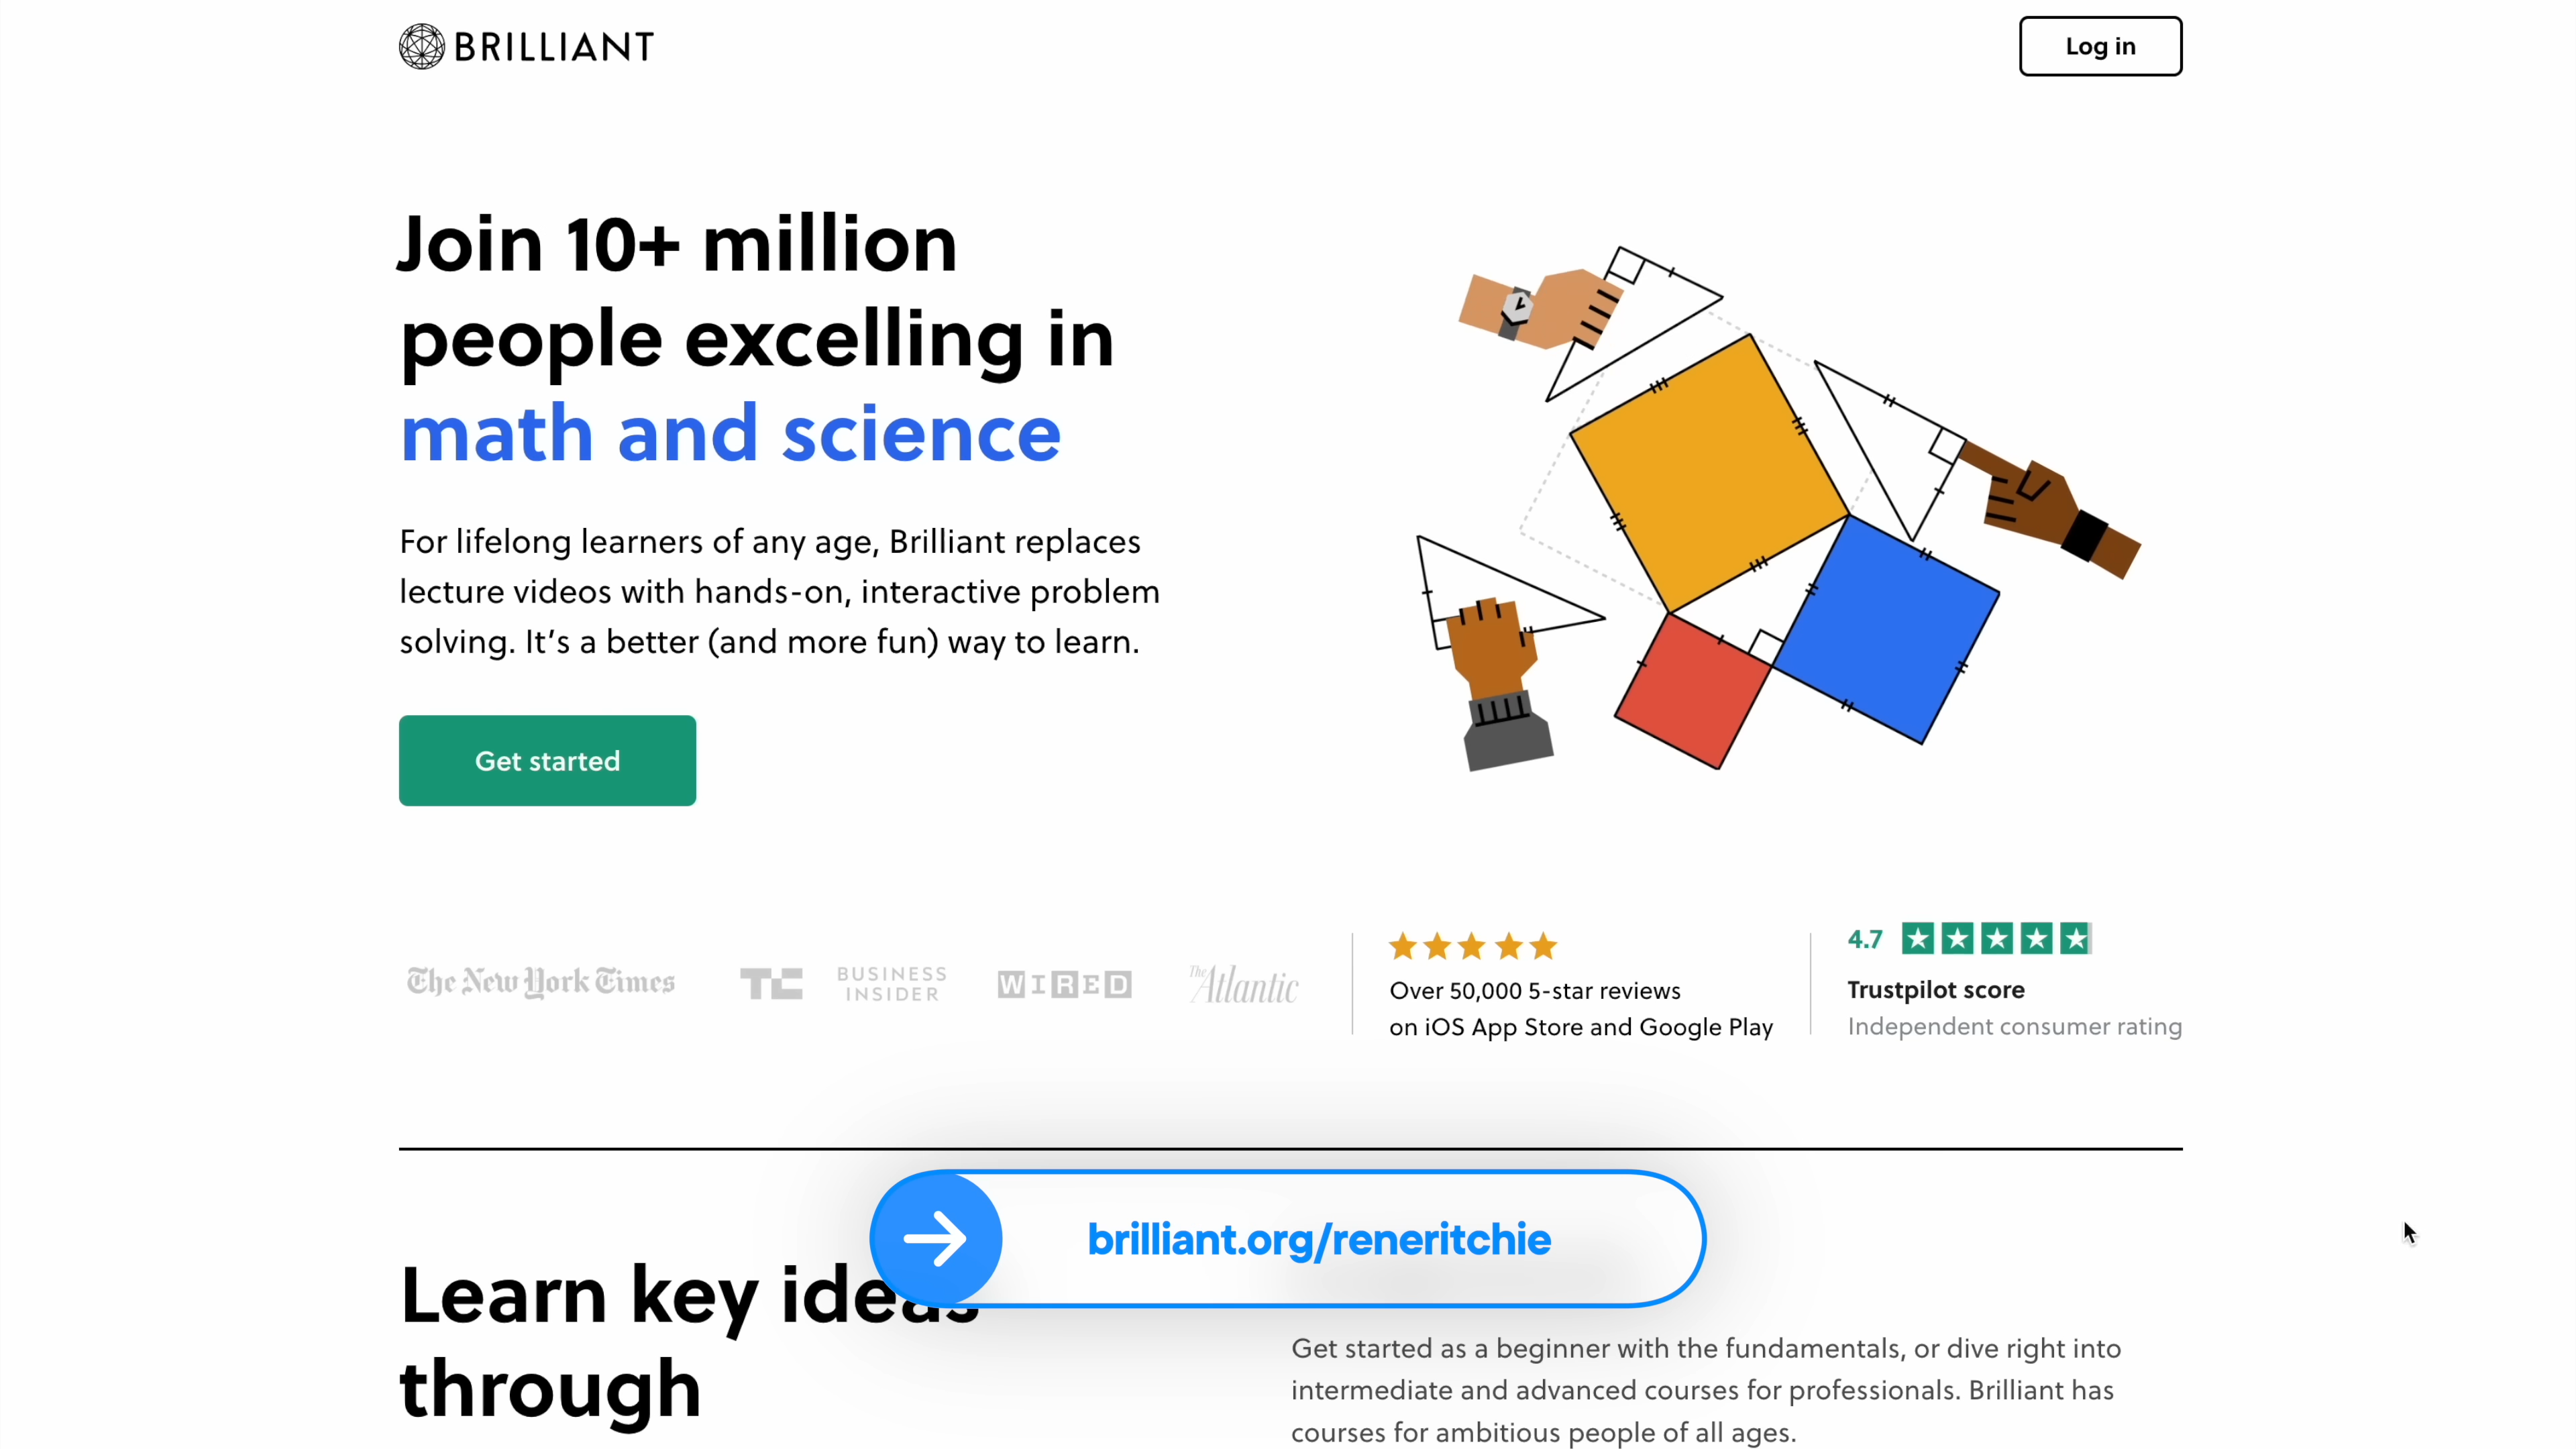 BRILLIANT
Log in
Join 10+ million
people excelling in
math and science
For lifelong learners of any age, Brilliant replaces
lecture videos with hands-on, interactive problem
solving. It's a better (and more fun) way to learn.
Get started
The New York Times
TC
BUSINESS
INSIDER
WIRED
The Atlantic
Over 50,000 5-star reviews
on iOS App Store and Google Play
4.7
Trustpilot score
Independent consumer rating
brilliant.org/reneritchie
Learn key ideas
through
Get started as a beginner with the fundamentals, or dive right into
intermediate and advanced courses for professionals. Brilliant has
courses for ambitious people of all ages.